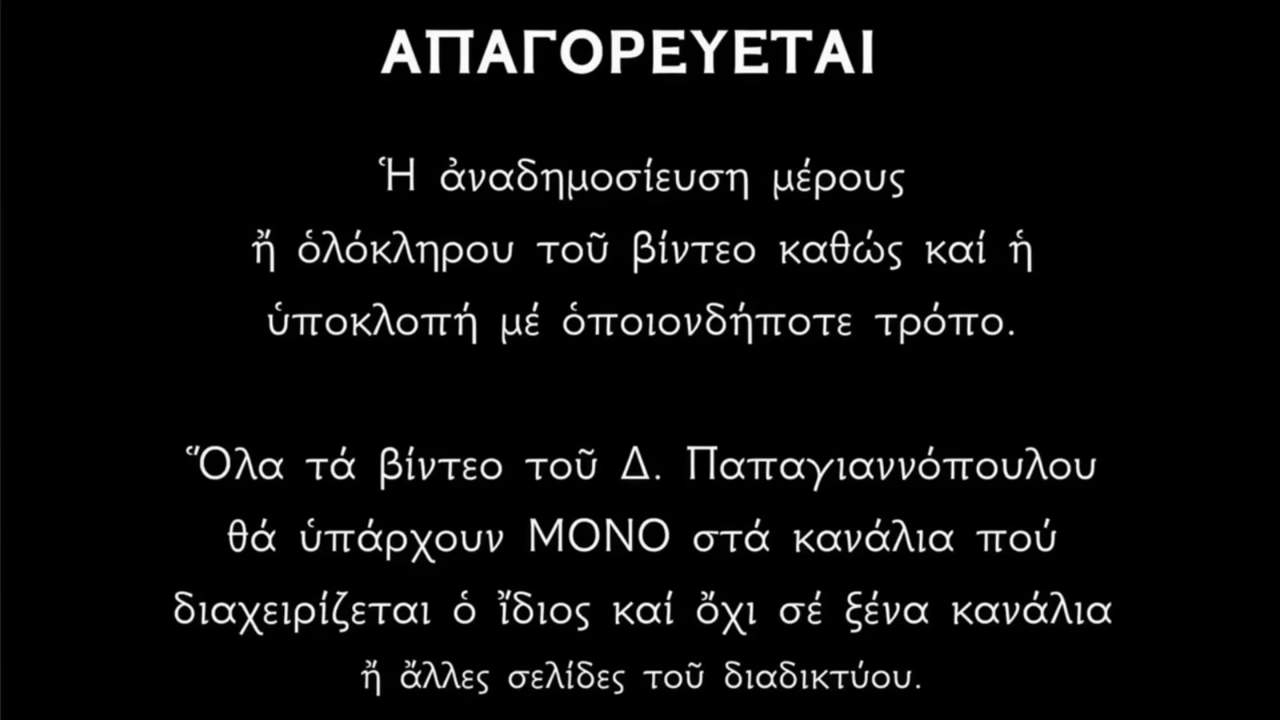 ΑΠΑΓΟΡΕΥΕΤΑΙ
Ἡ ἀναδημοσίευση μέρους
ἤ ὁλόκληρου τοῦ βίντεο καθώς καί ἡ
ὑποκλοπή μέ ὁποιονδήποτε τρόπο.
Ὅλα τά βίντεο τοῦ Δ. Παπαγιαννόπουλου
θά ὑπάρχουν ΜΟΝΟ στά κανάλια πού
διαχειρίζεται ὁ ἴδιος καί ὄχι σέ ξένα κανάλια
ἤ ἄλλες σελίδες τοῦ διαδικτύου.